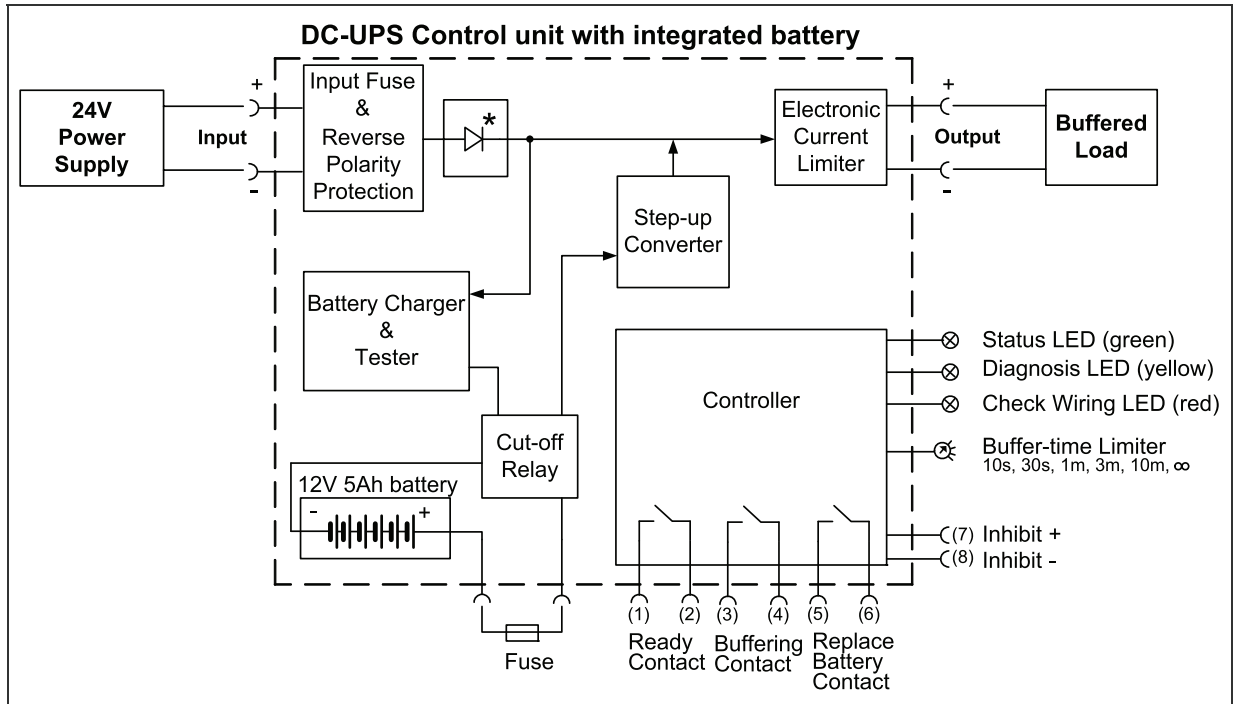 DC-UPS Control unit with integrated battery
24V
Power
Supply
+
Input
-
Input Fuse
&
Reverse
Polarity
Protection
*
Electronic
Current
Limiter
+
Output
-
Buffered
Load
Step-up
Converter
Battery Charger
&
Tester
Cut-off
Relay
12V 5Ah battery
- +
Fuse
Controller
Status LED (green)
Diagnosis LED (yellow)
Check Wiring LED (red)
Buffer-time Limiter
10s, 30s, 1m, 3m, 10m, ∞
(7) Inhibit +
(8) Inhibit -
(1) (2) (3) (4) (5) (6)
Ready
Contact
Buffering
Contact
Replace
Battery
Contact